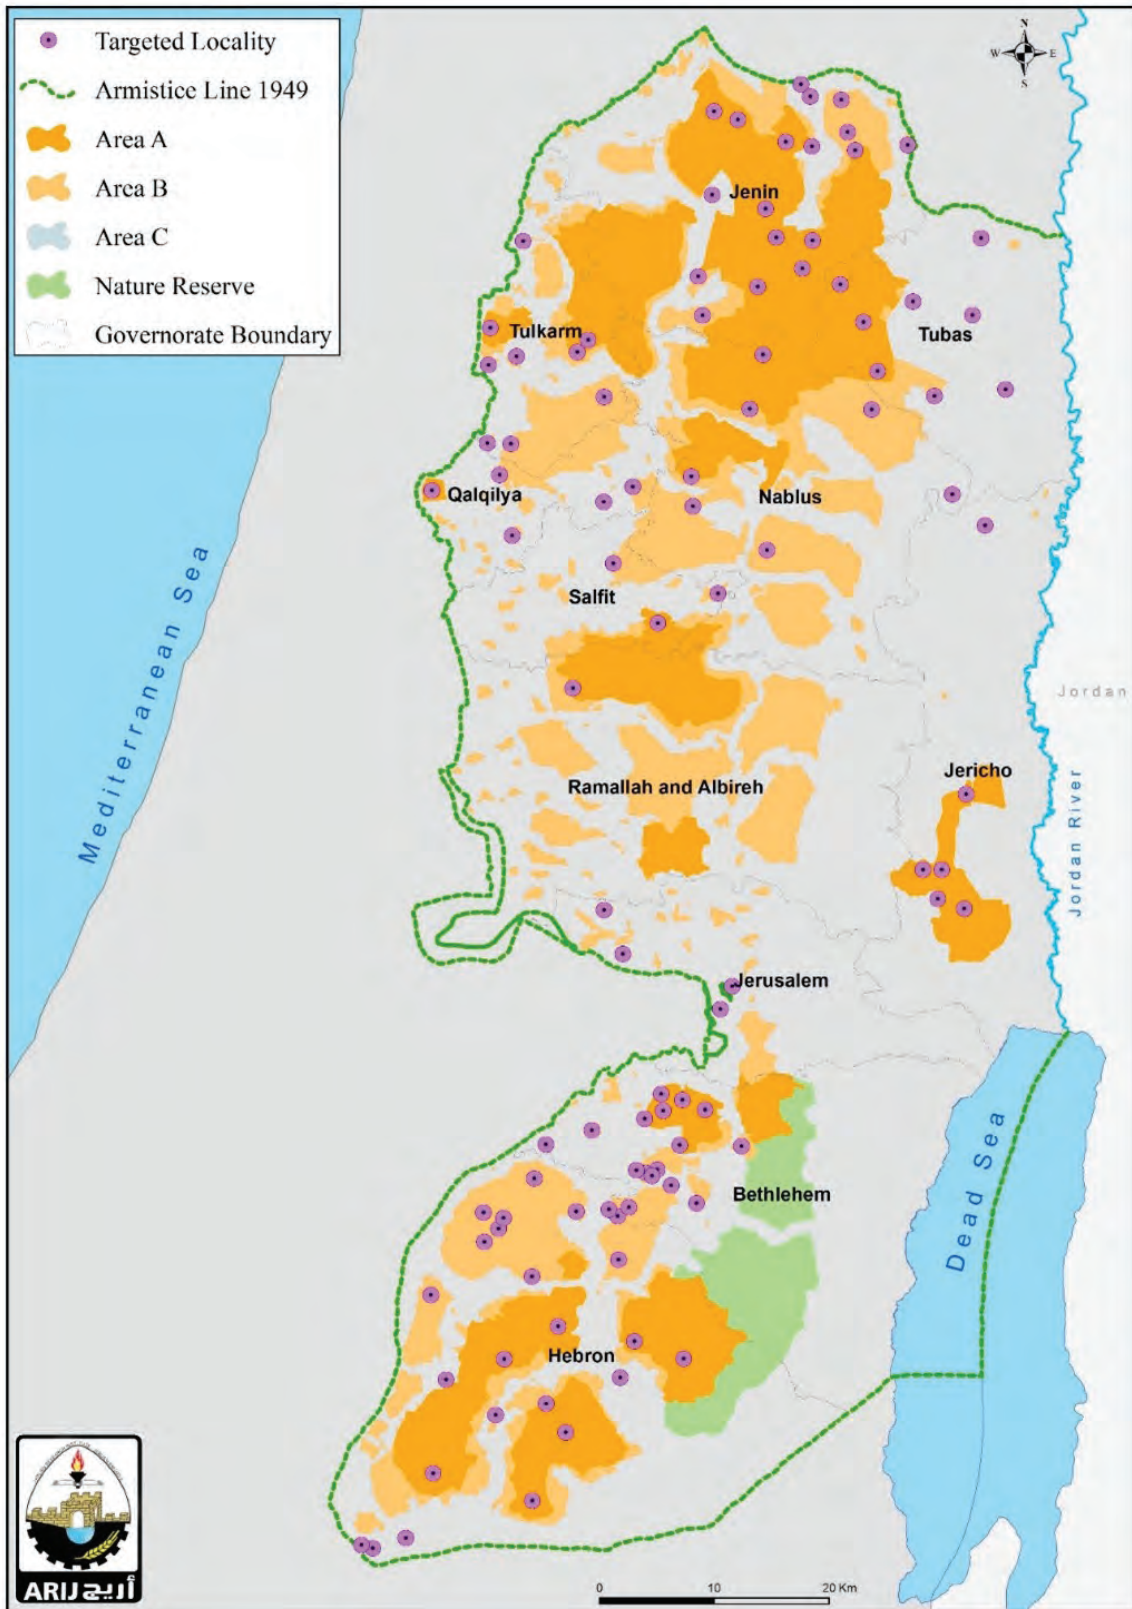 Targeted Locality
Armistice Line 1949
Area A
Area B
Area C
Nature Reserve
Governorate Boundary
N
W E
S
Jenin
Tulkarm
Tubas
Qalqilya
Nablus
Salfit
Mediterranean Sea
Jordan
Jericho
Ramallah and Albireh
Jordan River
Jerusalem
Bethlehem
Dead Sea
Hebron
ARIJ أريج
0 10 20 Km